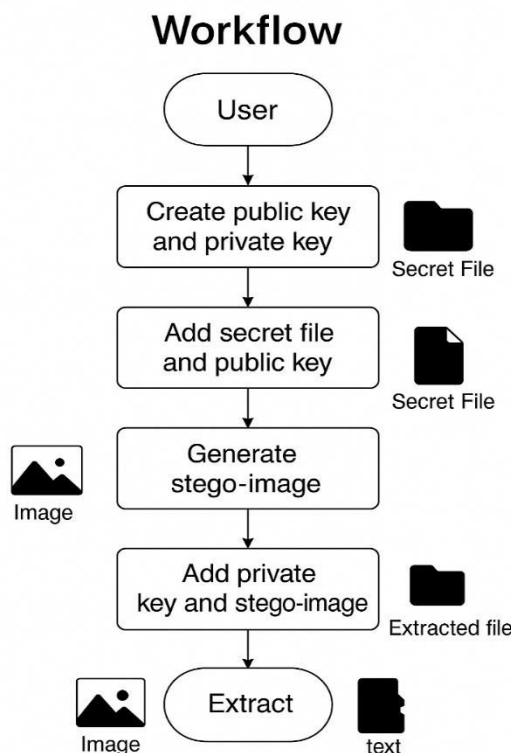 Workflow
User
Create public key
and private key
Secret File
Add secret file
and public key
Secret File
Generate
stego-image
Image
Add private
key and stego-image
Extracted file
Extract
Image
text